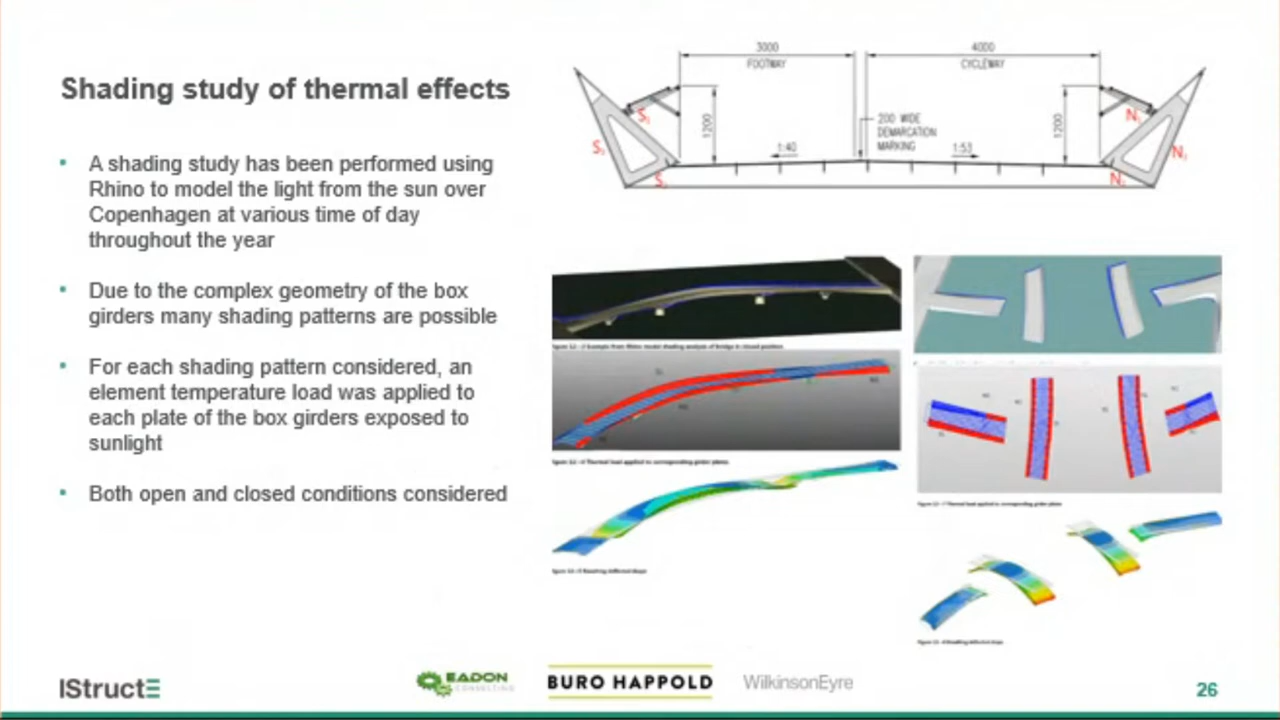 Shading study of thermal effects
• A shading study has been performed using
Rhino to model the light from the sun over
Copenhagen at various time of day
throughout the year
• Due to the complex geometry of the box
girders many shading patterns are possible
• For each shading pattern considered, an
element temperature load was applied to
each plate of the box girders exposed to
sunlight
• Both open and closed conditions considered
3000
FOOTWAY
4000
CYCLEWAY
1200
200 WIDE
DEMARCATION
MARKING
1200
1:40
1:53
IStructE
EADON
CONSULTING
BURO HAPPOLD
WilkinsonEyre
26